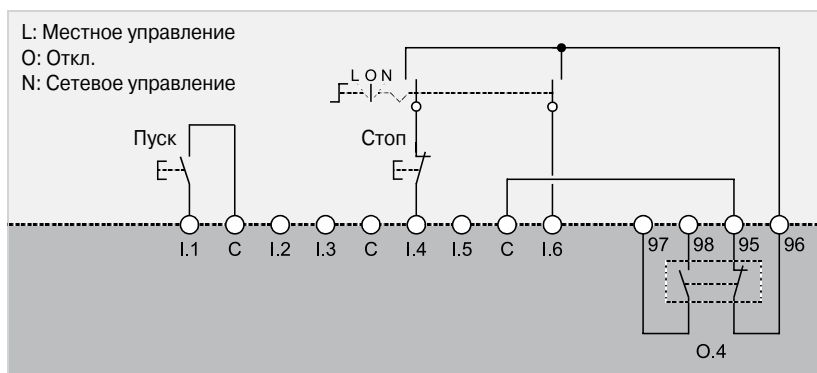 L: Местное управление
O: Откл.
N: Сетевое управление
L O N
Пуск
Стоп
I.1 C I.2 I.3 C I.4 I.5 C I.6 97 98 95 96
O.4